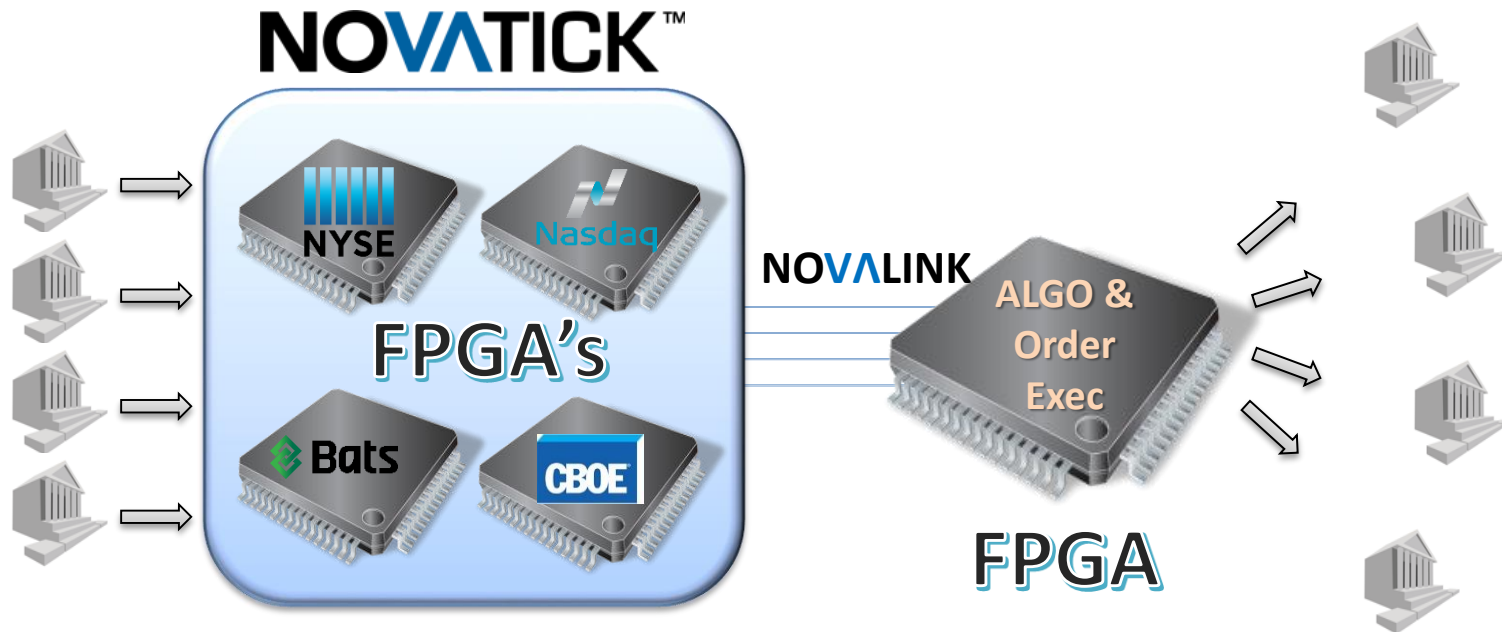 NOVATICK™
NYSE
Nasdaq
FPGA's
Bats
CBOE
NOVALINK
ALGO &
Order
Exec
FPGA